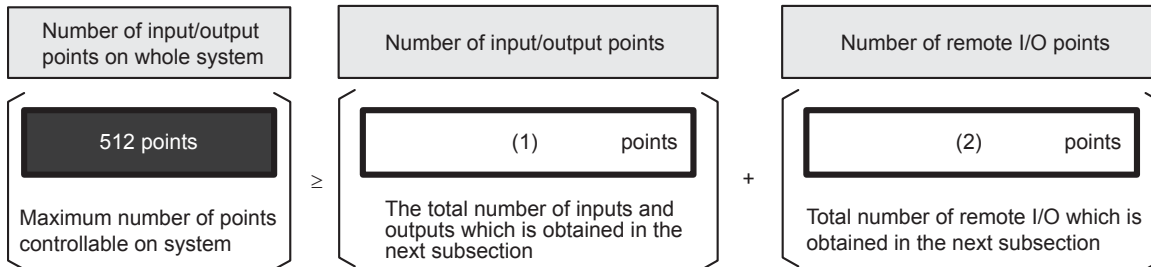 Number of input/output
points on whole system
Number of input/output points
Number of remote I/O points
512 points
≥
(1) points
+
(2) points
Maximum number of points
controllable on system
The total number of inputs and
outputs which is obtained in the
next subsection
Total number of remote I/O which is
obtained in the next subsection